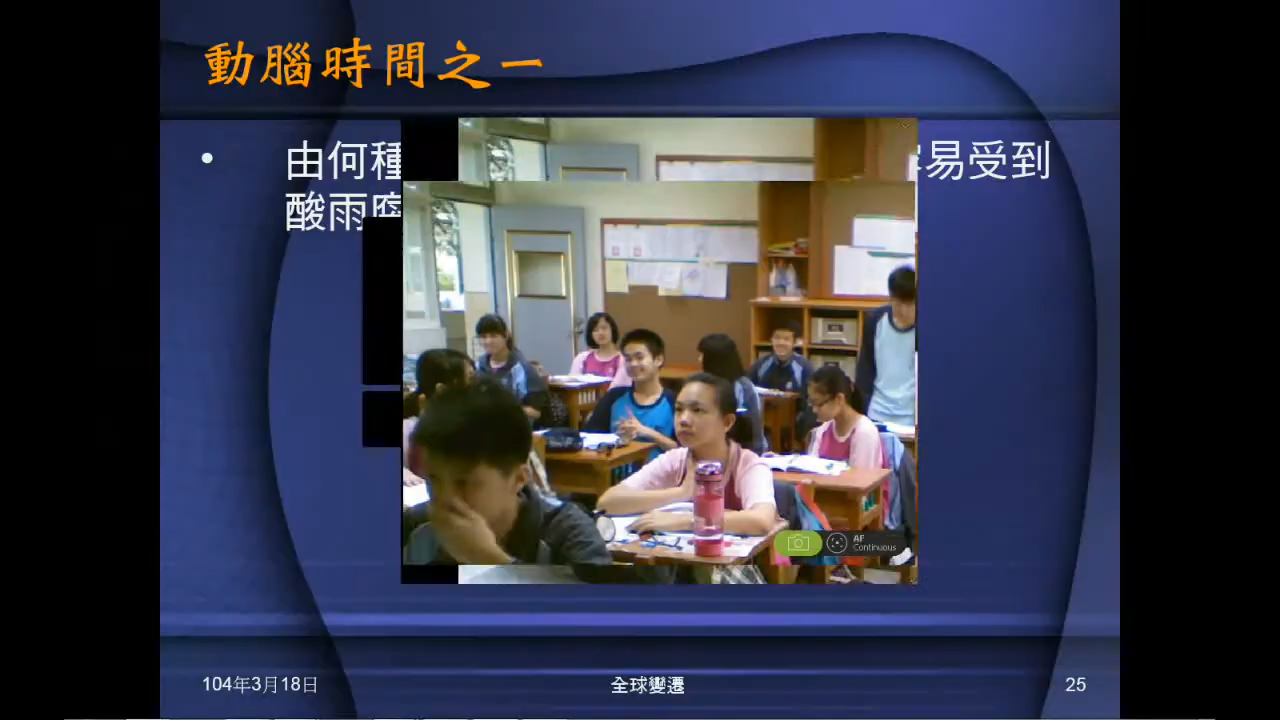 動腦時間之一
• 由何種 易受到
酸雨
AF
Continuous
104年3月18日
全球變遷
25